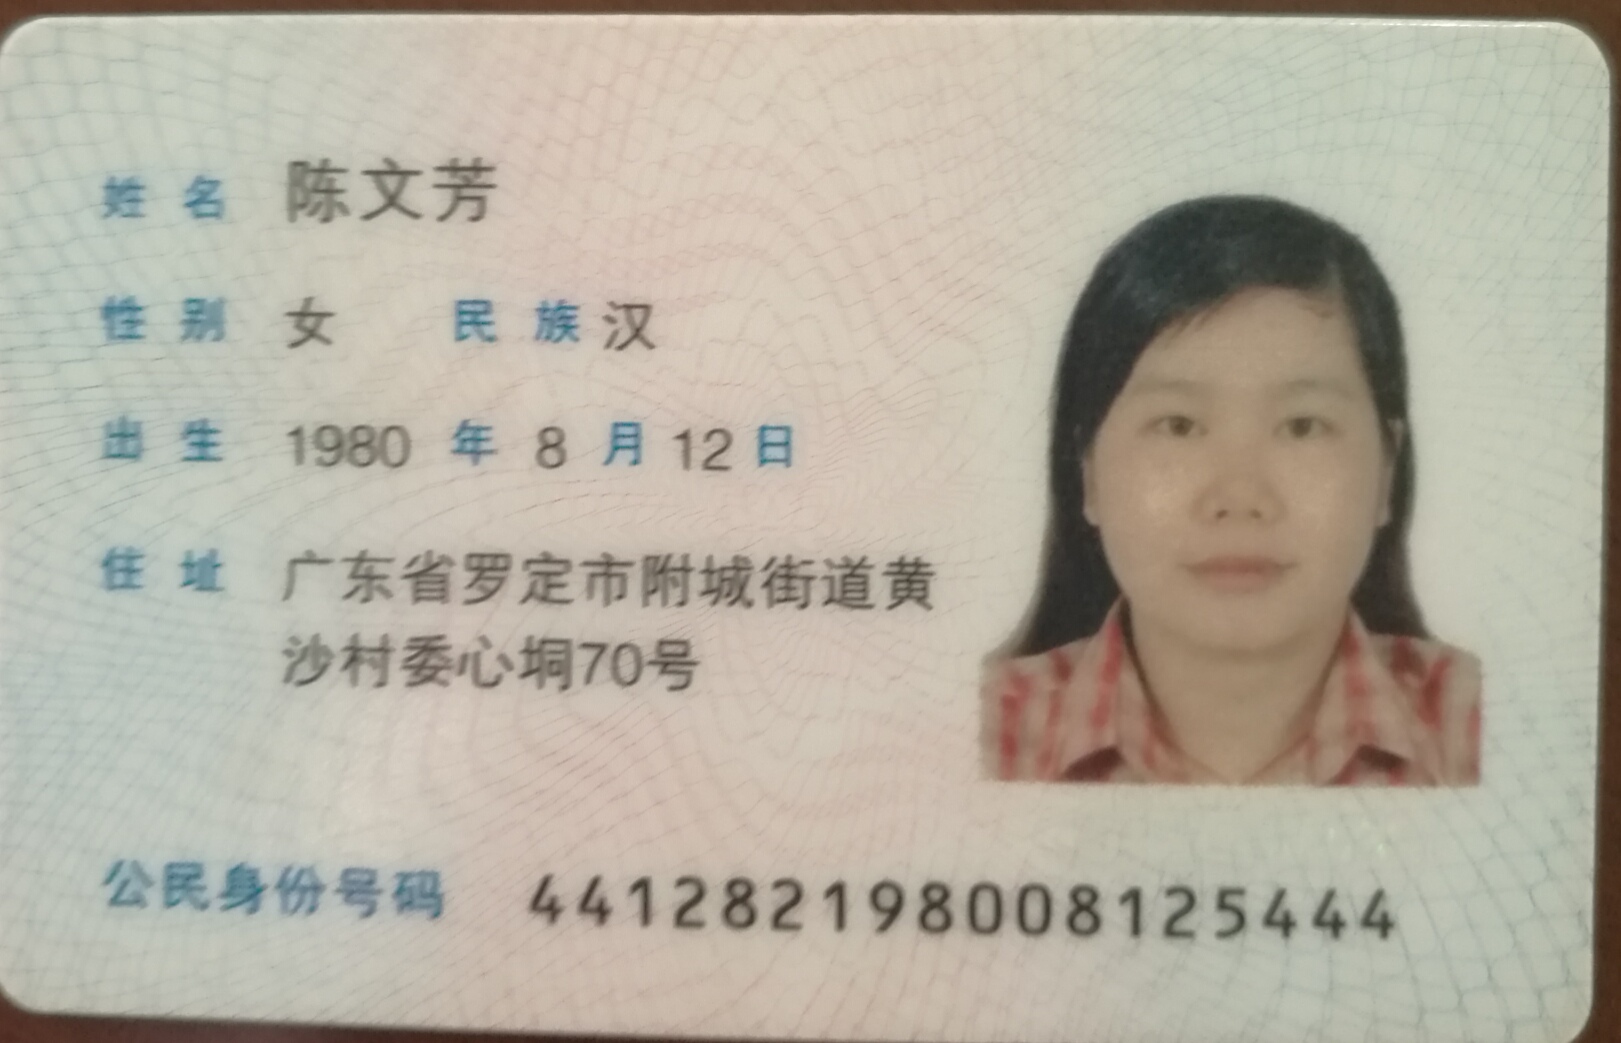 姓名 陈文芳
性别 女 民族 汉
出生 1980 年 8 月 12 日
住址 广东省罗定市附城街道黄
沙村委心垌70号
公民身份号码 441282198008125444